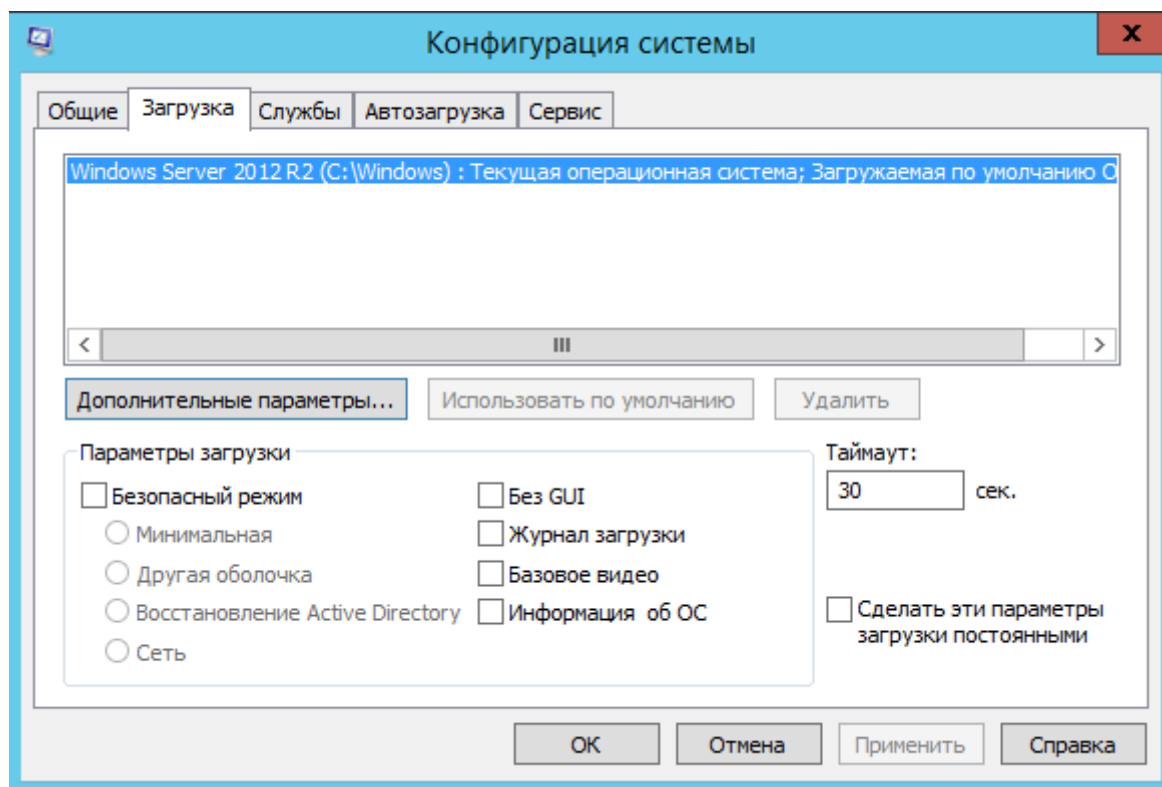 Конфигурация системы
x
Общие Загрузка Службы Автозагрузка Сервис
Windows Server 2012 R2 (C:\Windows) : Текущая операционная система; Загружаемая по умолчанию О
Дополнительные параметры... Использовать по умолчанию Удалить
Параметры загрузки
Таймаут:
Безопасный режим
Без GUI
30 сек.
Минимальная
Журнал загрузки
Другая оболочка
Базовое видео
Восстановление Active Directory
Информация об ОС
Сделать эти параметры
загрузки постоянными
Сеть
ОК Отмена Применить Справка